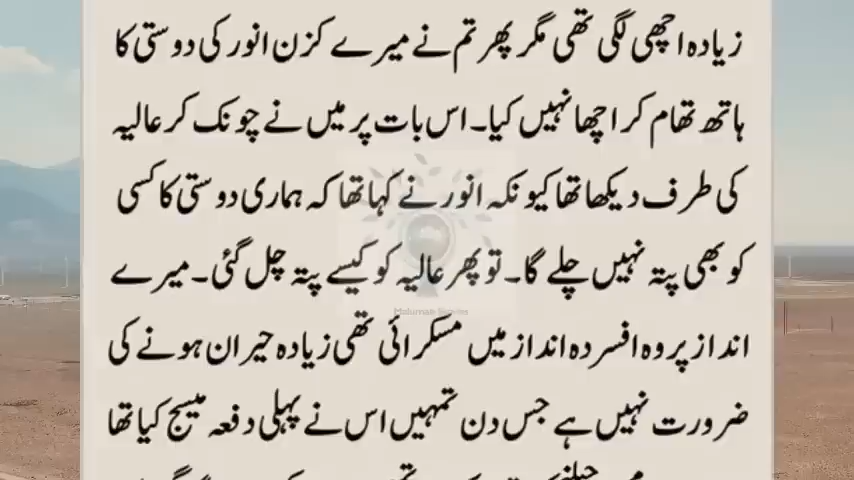 زیادہ اچھی لگی تھی مگر پھر تم نے میرے کزن انور کی دوستی کا
ہاتھ تھام کر اچھا نہیں کیا۔ اس بات پر میں نے چونک کر عالیہ
کی طرف دیکھا تھا کیونکہ انور نے کہا تھا کہ ہماری دوستی کا کسی
کو بھی پتہ نہیں چلے گا۔ تو پھر عالیہ کو کیسے پتہ چل گئی۔ میرے
انداز پر وہ افسردہ انداز میں مسکرائی تھی زیادہ حیران ہونے کی
ضرورت نہیں ہے جس دن تمہیں اس نے پہلی دفعہ میسج کیا تھا